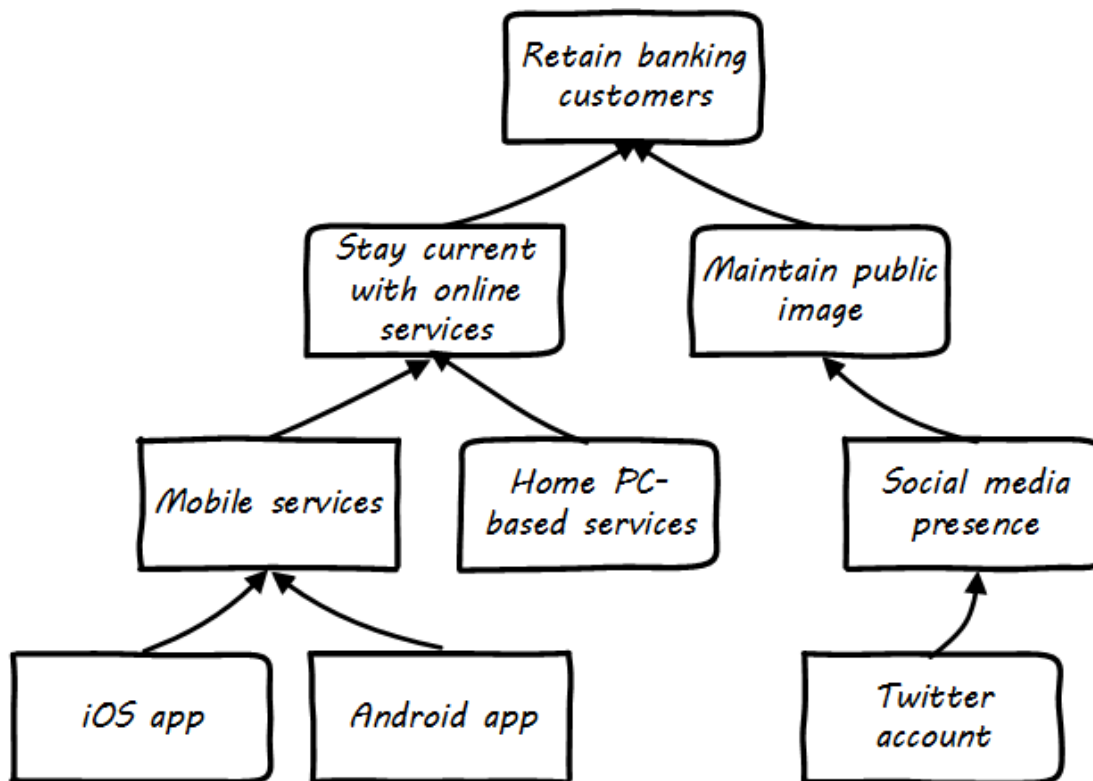 Retain banking
customers
Stay current
with online
services
Maintain public
image
Mobile services
Home PC-
based services
Social media
presence
iOS app
Android app
Twitter
account